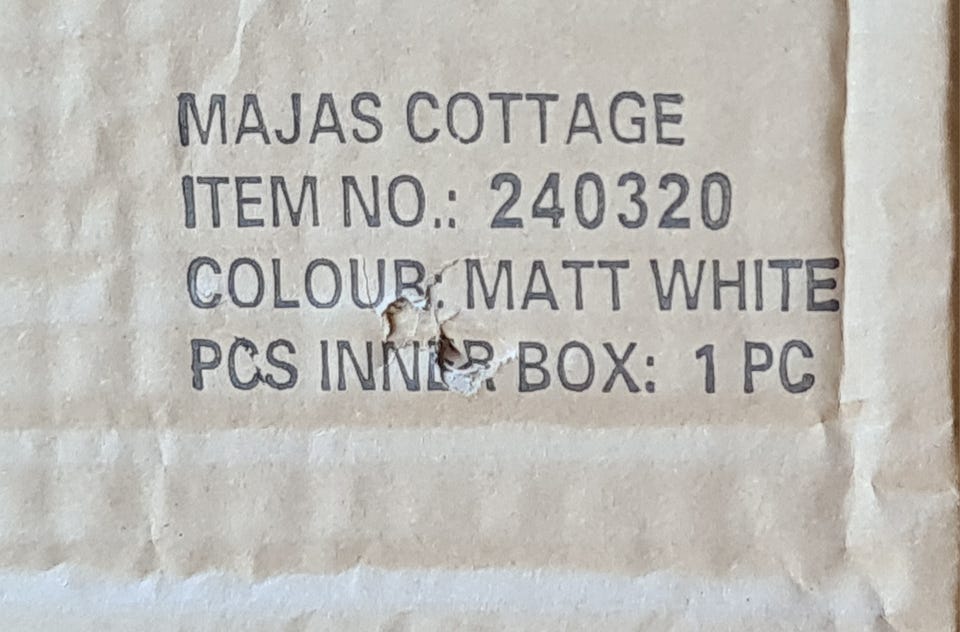 MAJAS COTTAGE
ITEM NO.: 240320
COLOUR: MATT WHITE
PCS INNER BOX: 1 PC